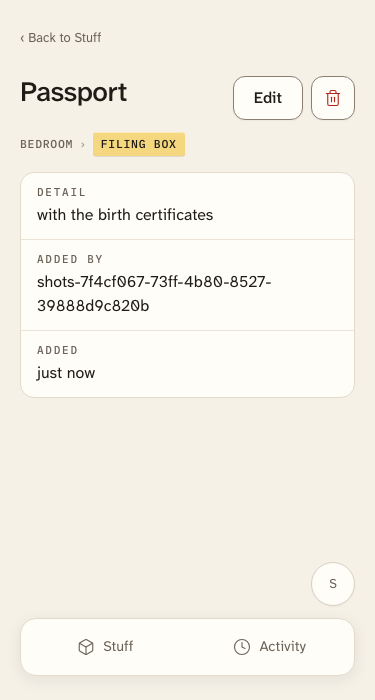 ‹ Back to Stuff
Passport
Edit
BEDROOM › FILING BOX
DETAIL
with the birth certificates
ADDED BY
shots-7f4cf067-73ff-4b80-8527-
39888d9c820b
ADDED
just now
S
Stuff
Activity